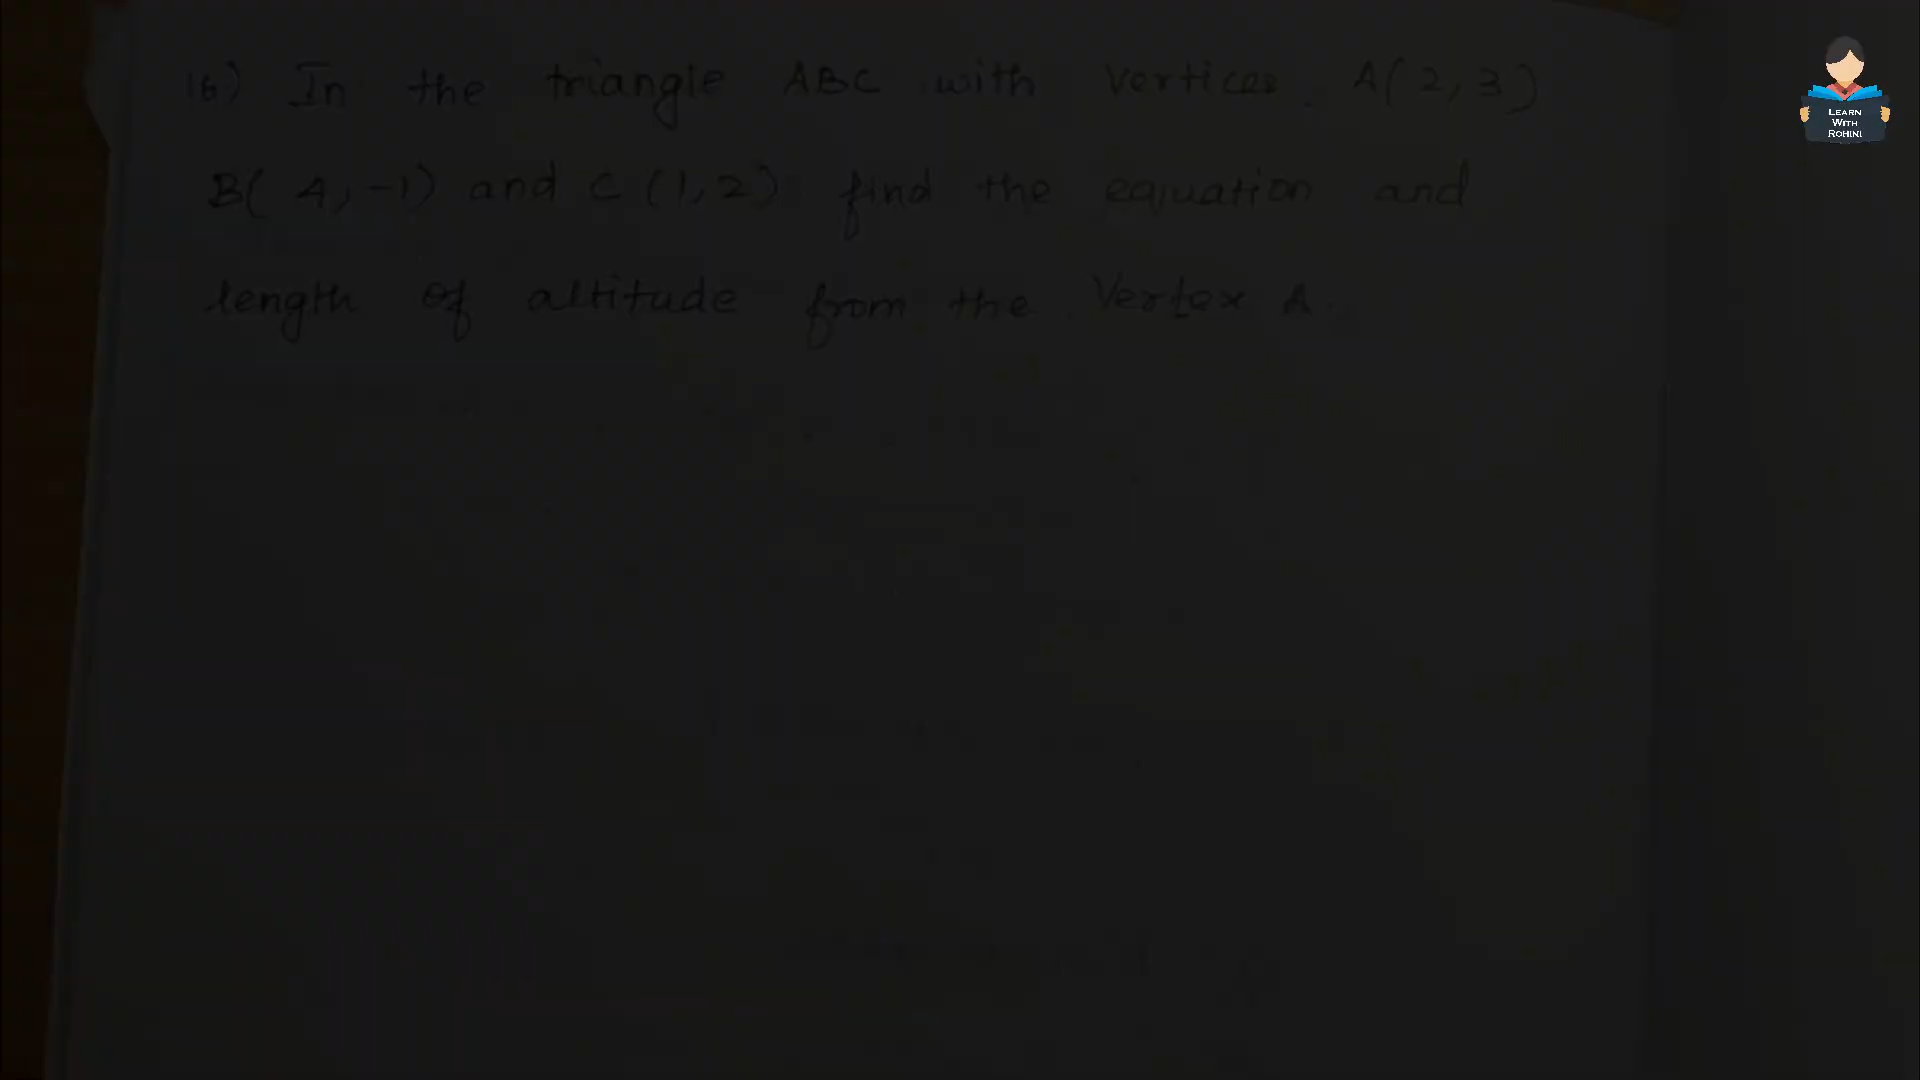 16) In the triangle ABC with vertices A(2,3)
B(4,-1) and C(1,2) find the equation and
length of altitude from the Vertex A.
LEARN
WITH
ROHINI